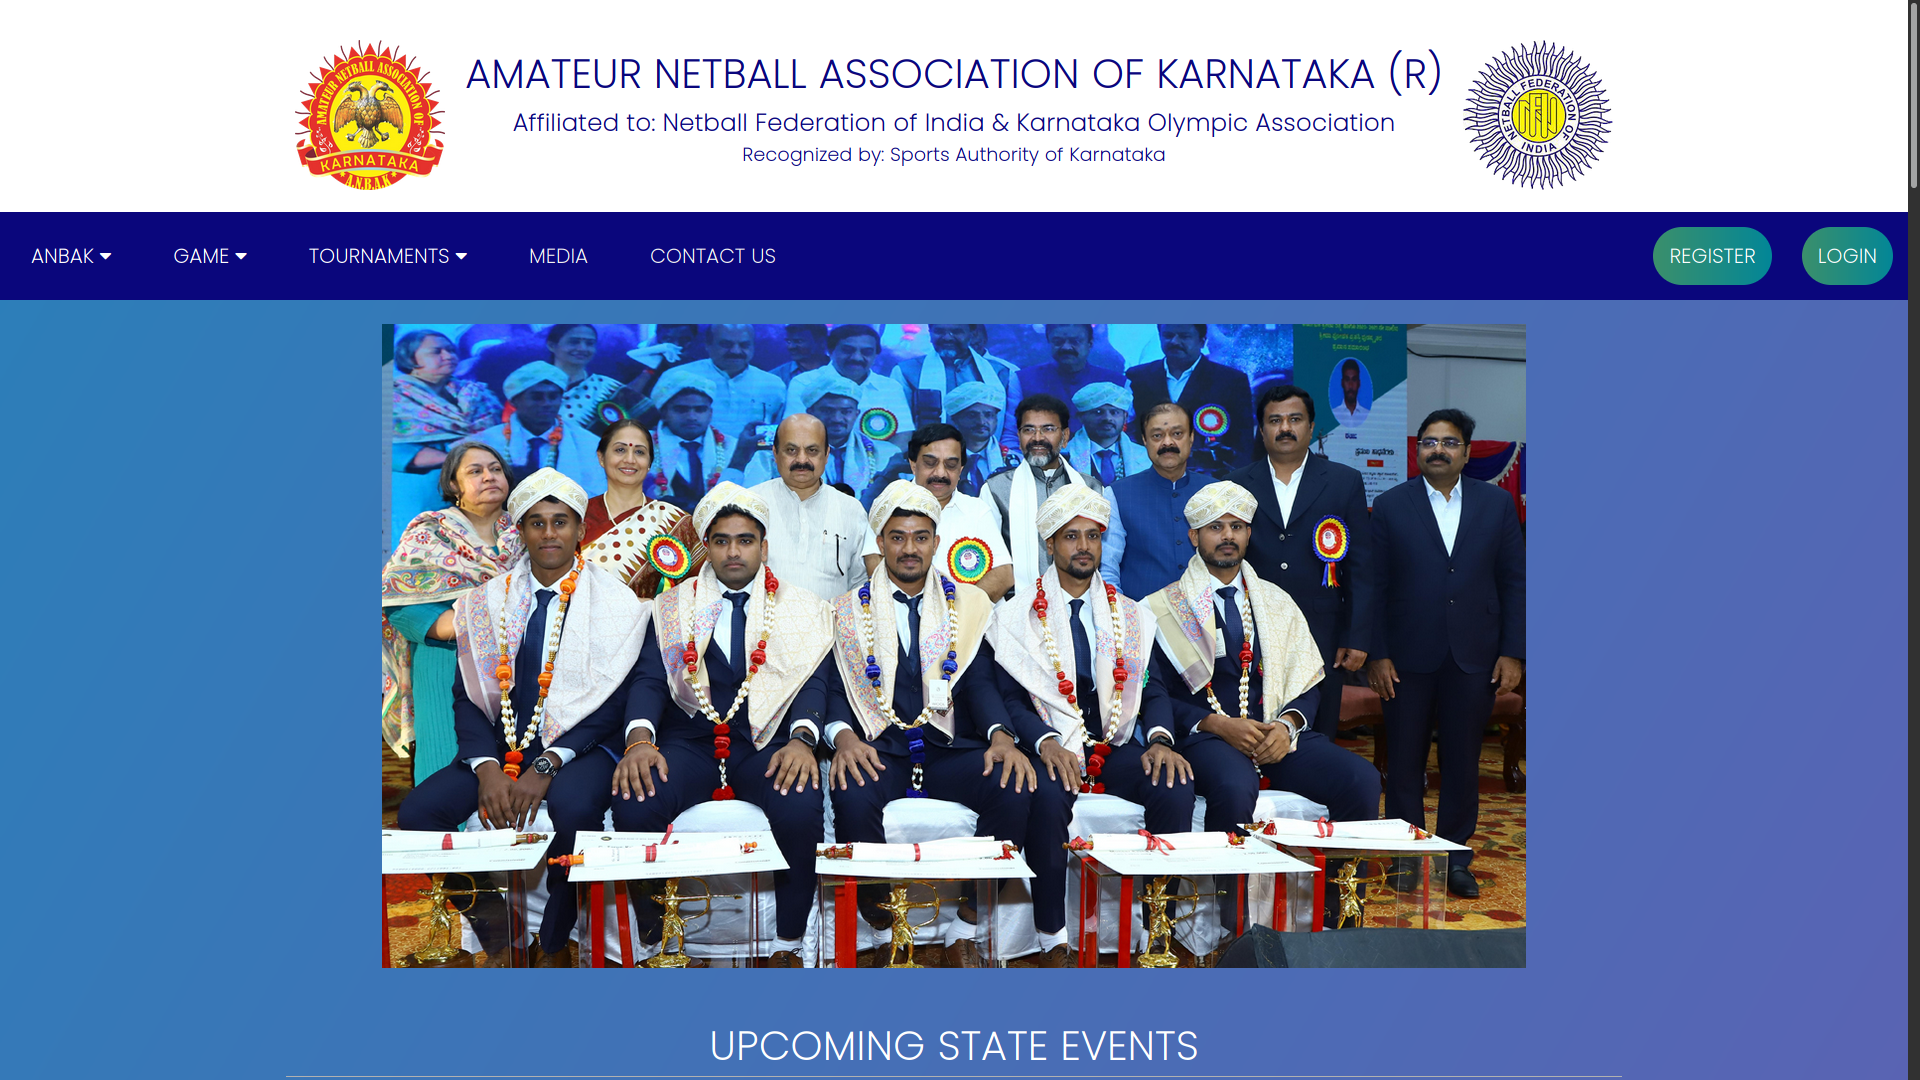 AMATEUR NETBALL ASSOCIATION OF
KARNATAKA
A.N.B.A.K
AMATEUR NETBALL ASSOCIATION OF KARNATAKA (R)
Affiliated to: Netball Federation of India & Karnataka Olympic Association
Recognized by: Sports Authority of Karnataka
NETBALL FEDERATION OF
INDIA
NFI
ANBAK
GAME
TOURNAMENTS
MEDIA
CONTACT US
REGISTER
LOGIN
UPCOMING STATE EVENTS